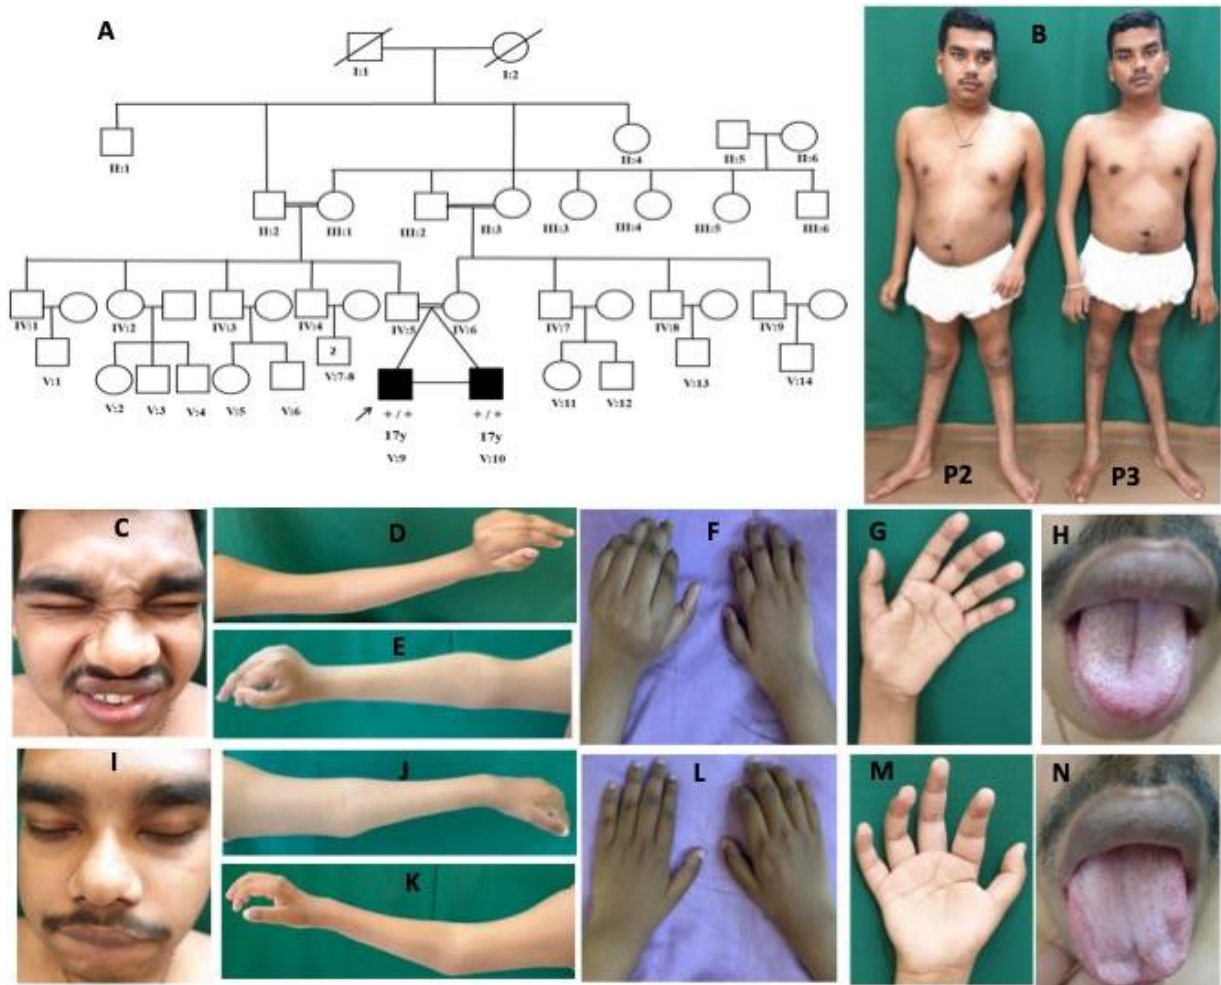 A
B
I:1
I:2
II:1
II:4
II:5
II:6
II:2
III:1
III:2
II:3
III:3
III:4
III:5
III:6
IV:1
IV:2
IV:3
IV:4
IV:5
IV:6
IV:7
IV:8
IV:9
V:1
2
V:7-8
V:2
V:3
V:4
V:5
V:6
V:11
V:12
V:13
V:14
+/+
+/+
17y
17y
V:9
V:10
P2
P3
C
D
E
F
G
H
I
J
K
L
M
N